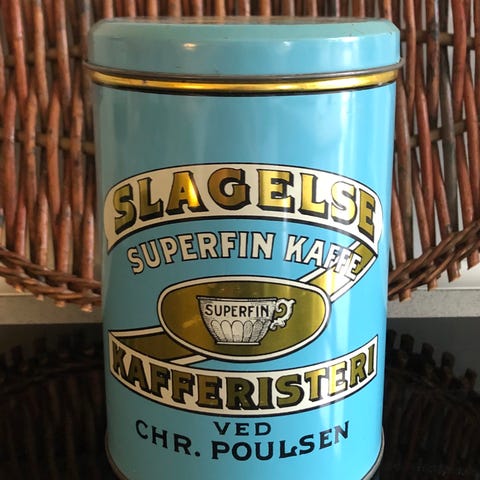 SLAGELSE
SUPERFIN KAFFE
SUPERFIN
KAFFERISTERI
VED
CHR. POULSEN